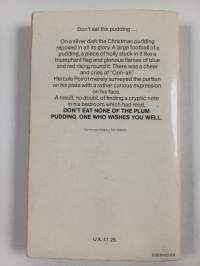 Don't eat the pudding...
On a silver dish the Christmas pudding
reposed in all its glory. A large football of a
pudding, a piece of holly stuck in it like a
triumphant flag and glorious flames of blue
and red rising round it. There was a cheer
and cries of "Ooh-ah".
Hercule Poirot merely surveyed the portion
on his plate with a rather curious expression
on his face.
A result, no doubt, of finding a cryptic note
in his bedroom which had read,
DON'T EAT NONE OF THE PLUM
PUDDING. ONE WHO WISHES YOU WELL.
U.K. £1.25